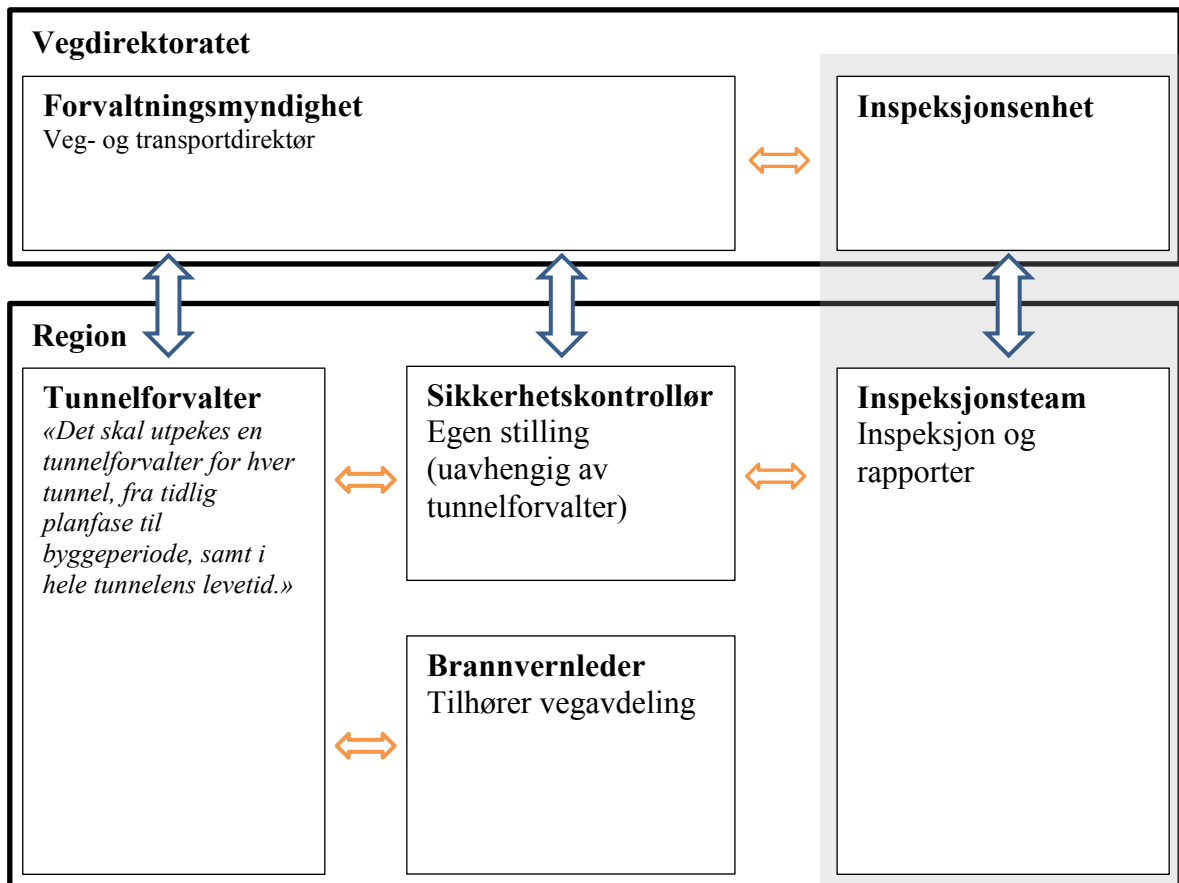 Vegdirektoratet
Forvaltningsmyndighet
Veg- og transportdirektør
Inspeksjonsenhet
Region
Tunnelforvalter
«Det skal utpekes en
tunnelforvalter for hver
tunnel, fra tidlig
planfase til
byggeperiode, samt i
hele tunnelens levetid.»
Sikkerhetskontrollør
Egen stilling
(uavhengig av
tunnelforvalter)
Inspeksjonsteam
Inspeksjon og
rapporter
Brannvernleder
Tilhører vegavdeling